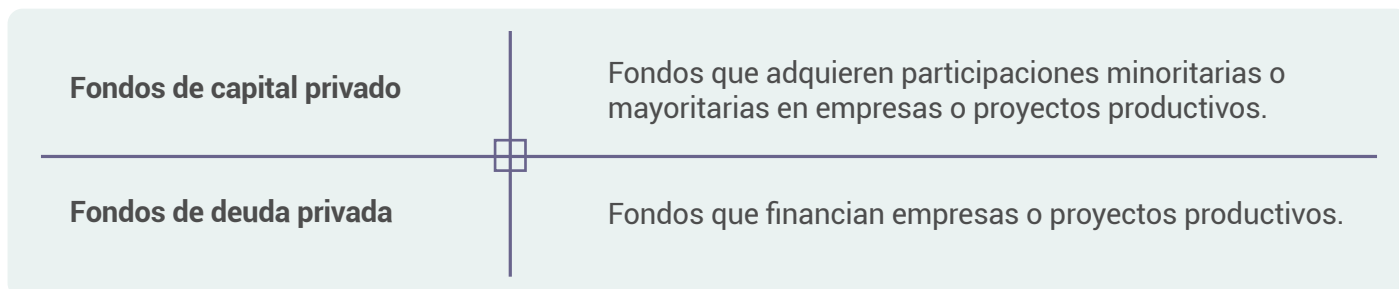 Fondos de capital privado
Fondos que adquieren participaciones minoritarias o
mayoritarias en empresas o proyectos productivos.
Fondos de deuda privada
Fondos que financian empresas o proyectos productivos.